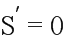 S′ = 0